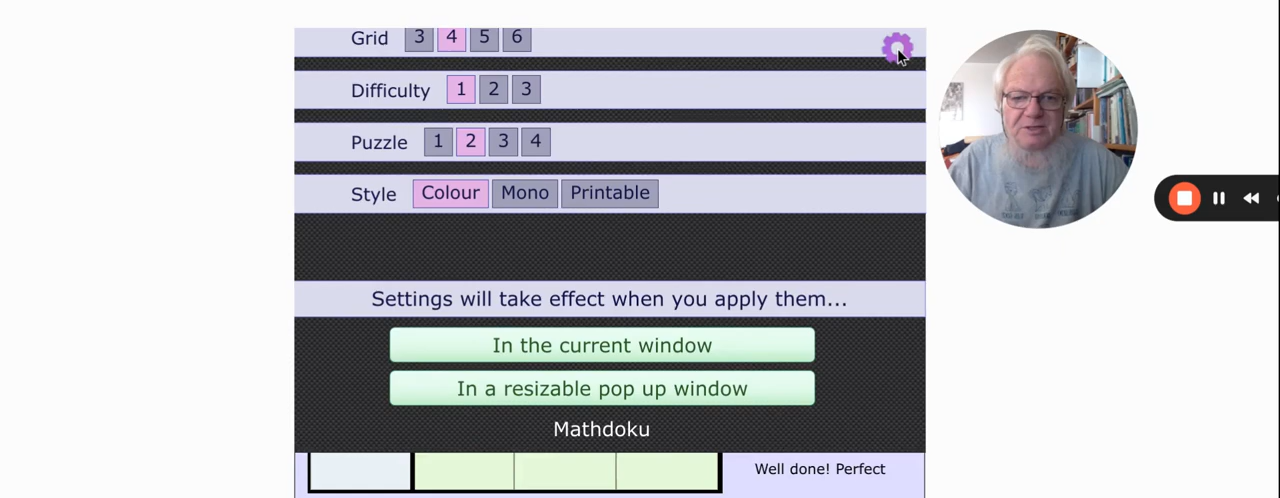 Grid 3 4 5 6
Difficulty 1 2 3
Puzzle 1 2 3 4
Style Colour Mono Printable
Settings will take effect when you apply them...
In the current window
In a resizable pop up window
Mathdoku
Well done! Perfect